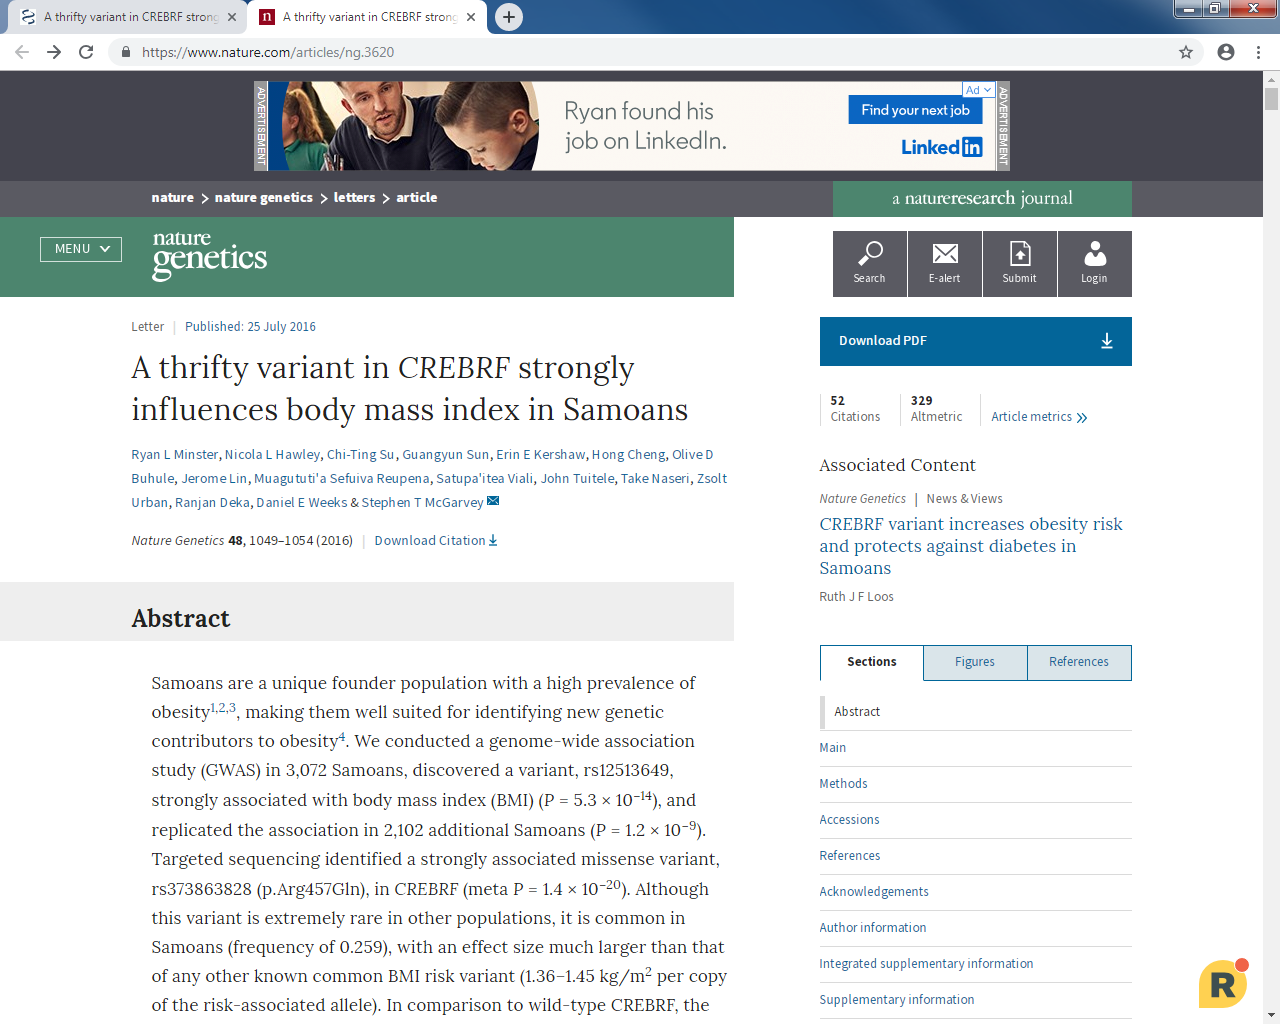 A thrifty variant in CREBRF strong
A thrifty variant in CREBRF strong
https://www.nature.com/articles/ng.3620
ADVERTISEMENT
Ryan found his
job on LinkedIn.
Ad
Find your next job
Linked in
ADVERTISEMENT
nature > nature genetics > letters > article
a natureresearch journal
MENU
nature
genetics
Search
E-alert
Submit
Login
Letter | Published: 25 July 2016
A thrifty variant in CREBRF strongly
influences body mass index in Samoans
Ryan L Minster, Nicola L Hawley, Chi-Ting Su, Guangyun Sun, Erin E Kershaw, Hong Cheng, Olive D
Buhule, Jerome Lin, Muagututi'a Sefuiva Reupena, Satupa'itea Viali, John Tuitele, Take Naseri, Zsolt
Urban, Ranjan Deka, Daniel E Weeks & Stephen T McGarvey
Nature Genetics 48, 1049–1054 (2016) | Download Citation
Abstract
Samoans are a unique founder population with a high prevalence of
obesity1,2,3, making them well suited for identifying new genetic
contributors to obesity4. We conducted a genome-wide association
study (GWAS) in 3,072 Samoans, discovered a variant, rs12513649,
strongly associated with body mass index (BMI) (P = 5.3 × 10−14), and
replicated the association in 2,102 additional Samoans (P = 1.2 × 10−9).
Targeted sequencing identified a strongly associated missense variant,
rs373863828 (p.Arg457Gln), in CREBRF (meta P = 1.4 × 10−20). Although
this variant is extremely rare in other populations, it is common in
Samoans (frequency of 0.259), with an effect size much larger than that
of any other known common BMI risk variant (1.36–1.45 kg/m2 per copy
of the risk-associated allele). In comparison to wild-type CREBRF, the
Download PDF
52
Citations
329
Altmetric
Article metrics
Associated Content
Nature Genetics | News & Views
CREBRF variant increases obesity risk
and protects against diabetes in
Samoans
Ruth J F Loos
Sections
Figures
References
Abstract
Main
Methods
Accessions
References
Acknowledgements
Author information
Integrated supplementary information
Supplementary information
R